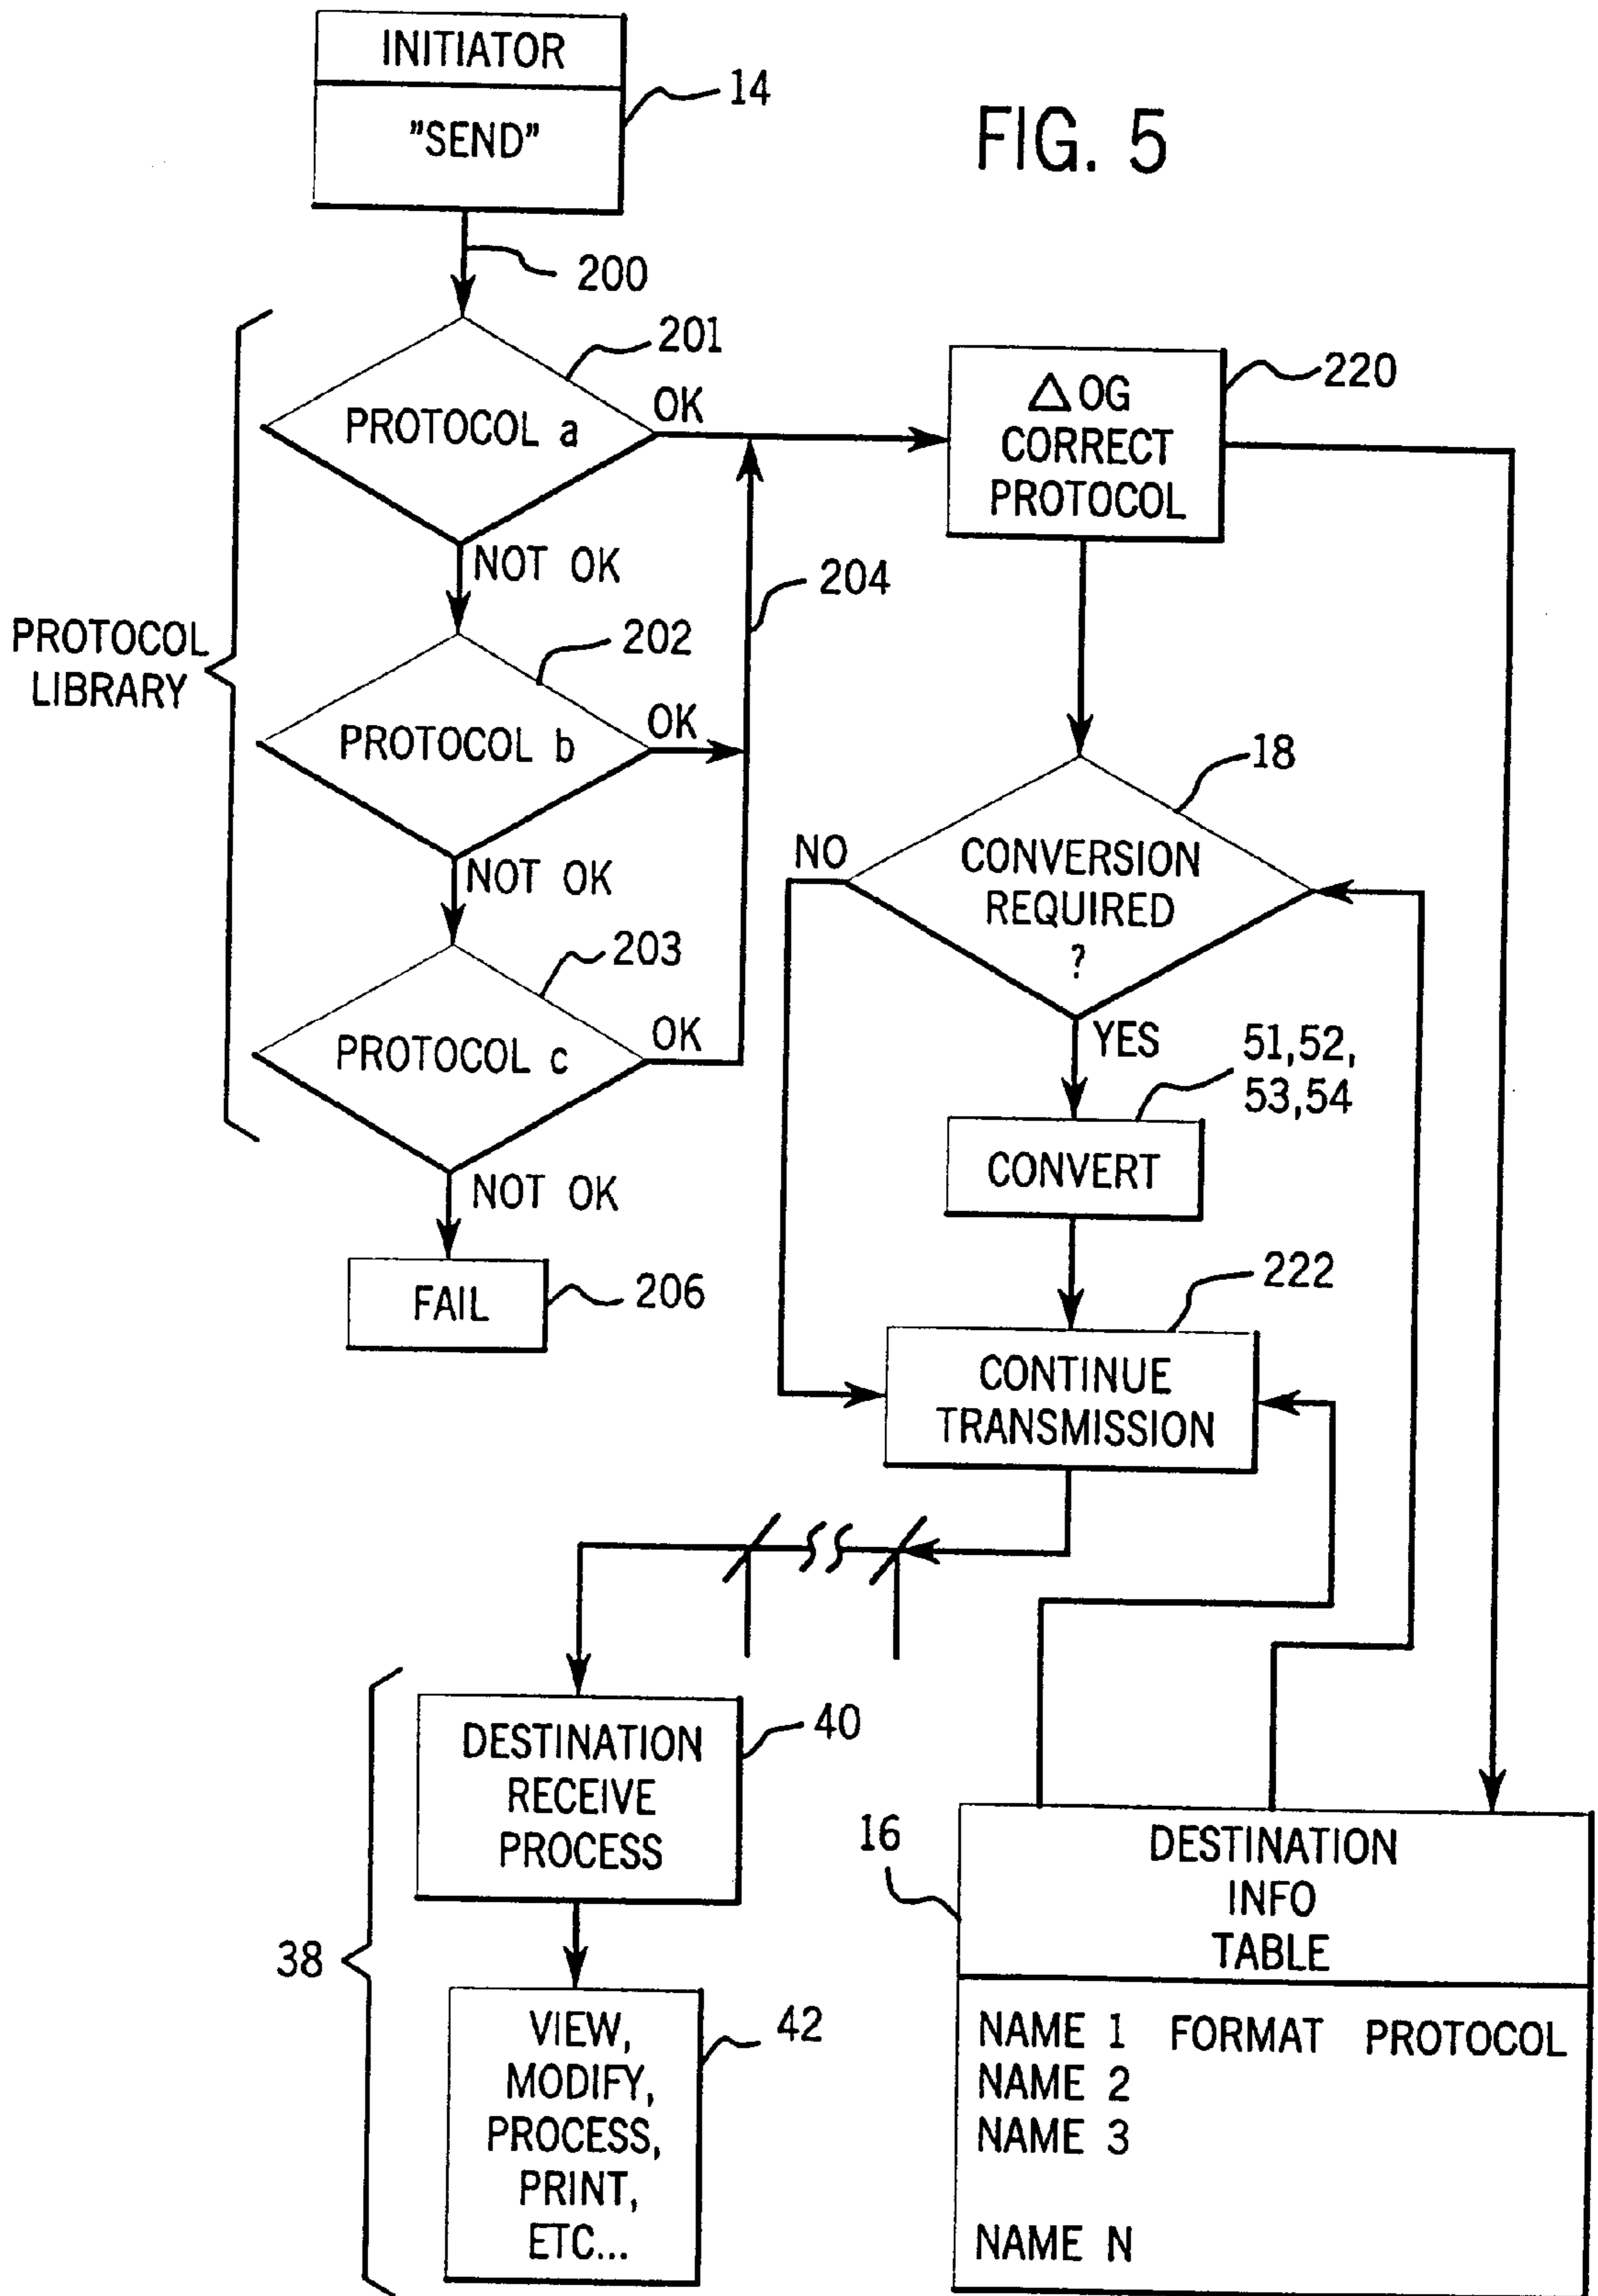 FIG. 5
INITIATOR
"SEND"
14
200
PROTOCOL
LIBRARY
201
PROTOCOL a
OK
NOT OK
202
PROTOCOL b
OK
NOT OK
203
PROTOCOL c
OK
NOT OK
FAIL
206
204
△OG
CORRECT
PROTOCOL
220
18
CONVERSION
REQUIRED
?
NO
YES
51,52,
53,54
CONVERT
222
CONTINUE
TRANSMISSION
38
DESTINATION
RECEIVE
PROCESS
40
VIEW,
MODIFY,
PROCESS,
PRINT,
ETC...
42
16
DESTINATION
INFO
TABLE
NAME 1 FORMAT PROTOCOL
NAME 2
NAME 3
NAME N